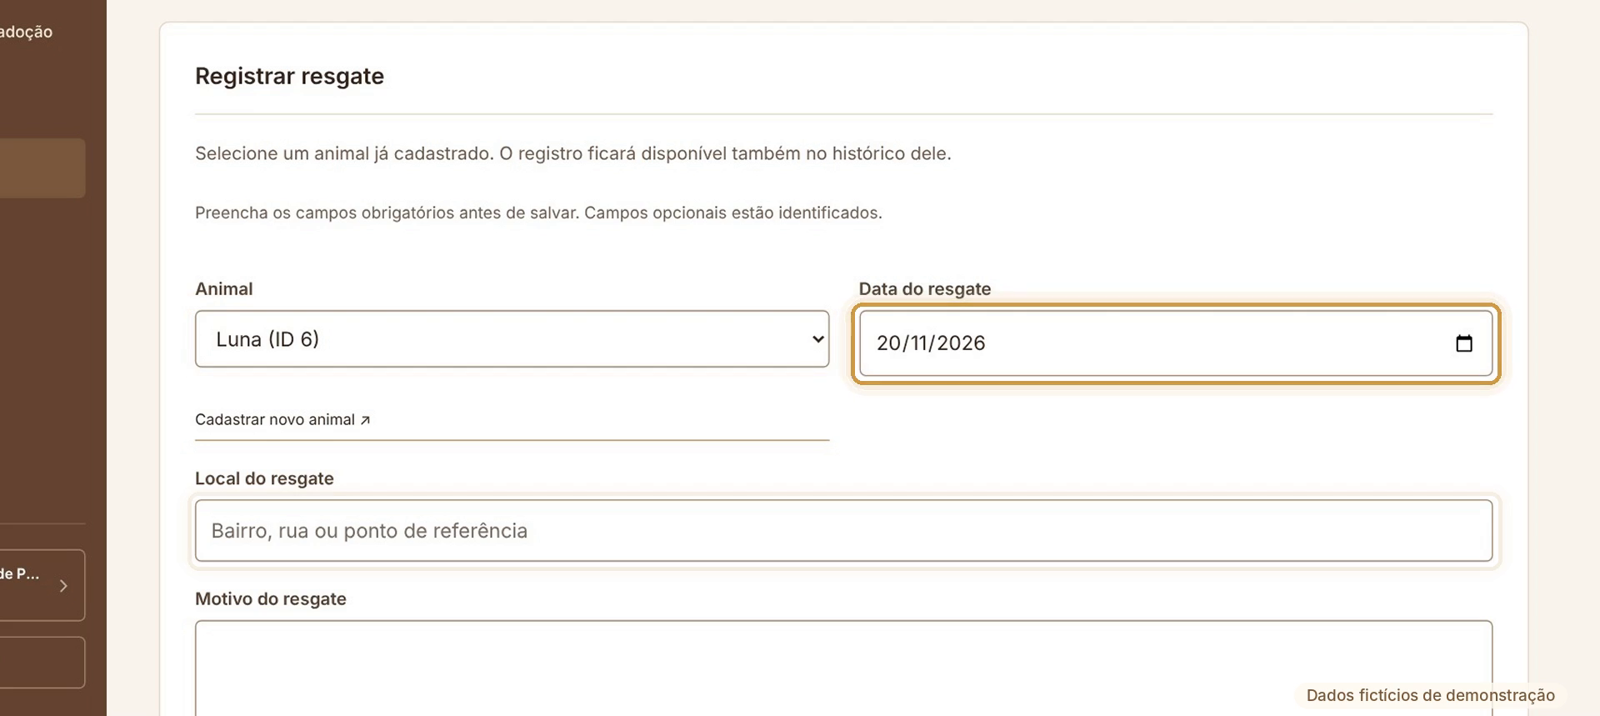 adoção
Registrar resgate
Selecione um animal já cadastrado. O registro ficará disponível também no histórico dele.
Preencha os campos obrigatórios antes de salvar. Campos opcionais estão identificados.
Animal
Luna (ID 6)
Data do resgate
20/11/2026
Cadastrar novo animal ↗
Local do resgate
Bairro, rua ou ponto de referência
de P...
Motivo do resgate
Dados fictícios de demonstração